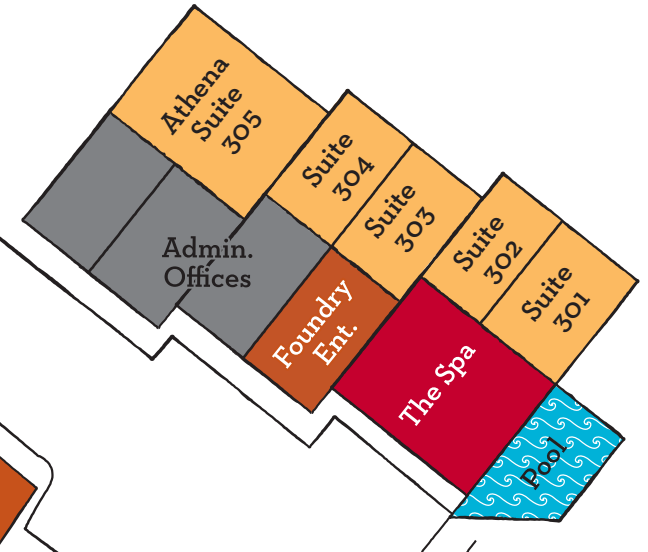 Athena
Suite
305
Suite
304
Suite
303
Suite
302
Suite
301
Admin.
Offices
Foundry
Ent.
The Spa
Pool